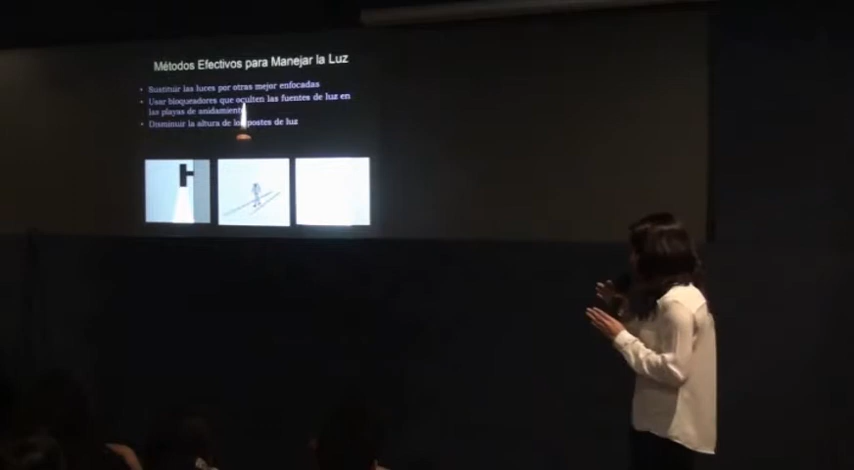 Métodos Efectivos para Manejar la Luz
• Sustituir las luces por otras mejor enfocadas
• Usar bloqueadores que oculten las fuentes de luz en
las playas de anidamiento
• Disminuir la altura de los postes de luz